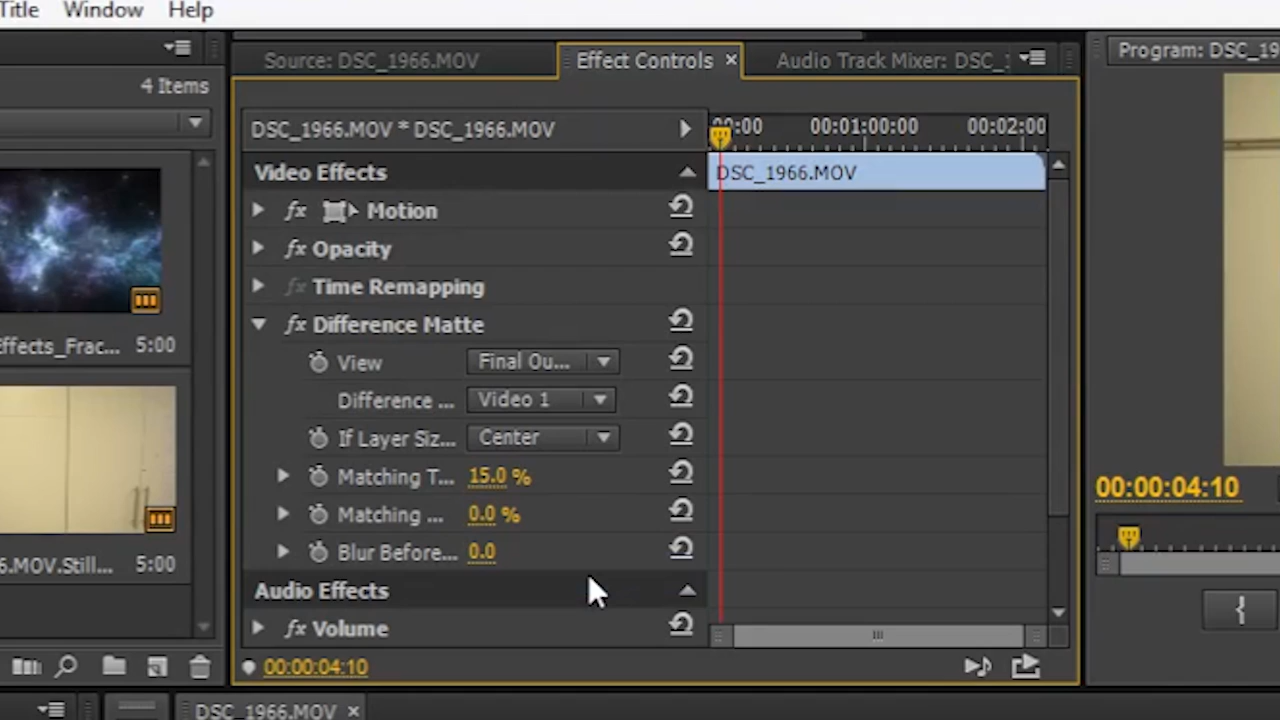 Title Window Help
4 Items
Source: DSC_1966.MOV
Effect Controls ×
Audio Track Mixer: DSC_
Program: DSC_19
DSC_1966.MOV * DSC_1966.MOV
00:00 00:01:00:00 00:02:00
Video Effects
DSC_1966.MOV
fx Motion
fx Opacity
fx Time Remapping
fx Difference Matte
View Final Ou...
Difference ... Video 1
If Layer Siz... Center
Matching T... 15.0 %
Matching ... 0.0 %
Blur Before... 0.0
Audio Effects
fx Volume
00:00:04:10
ffects_Frac... 5:00
6.MOV.Still... 5:00
00:00:04:10
DSC_1966.MOV ×